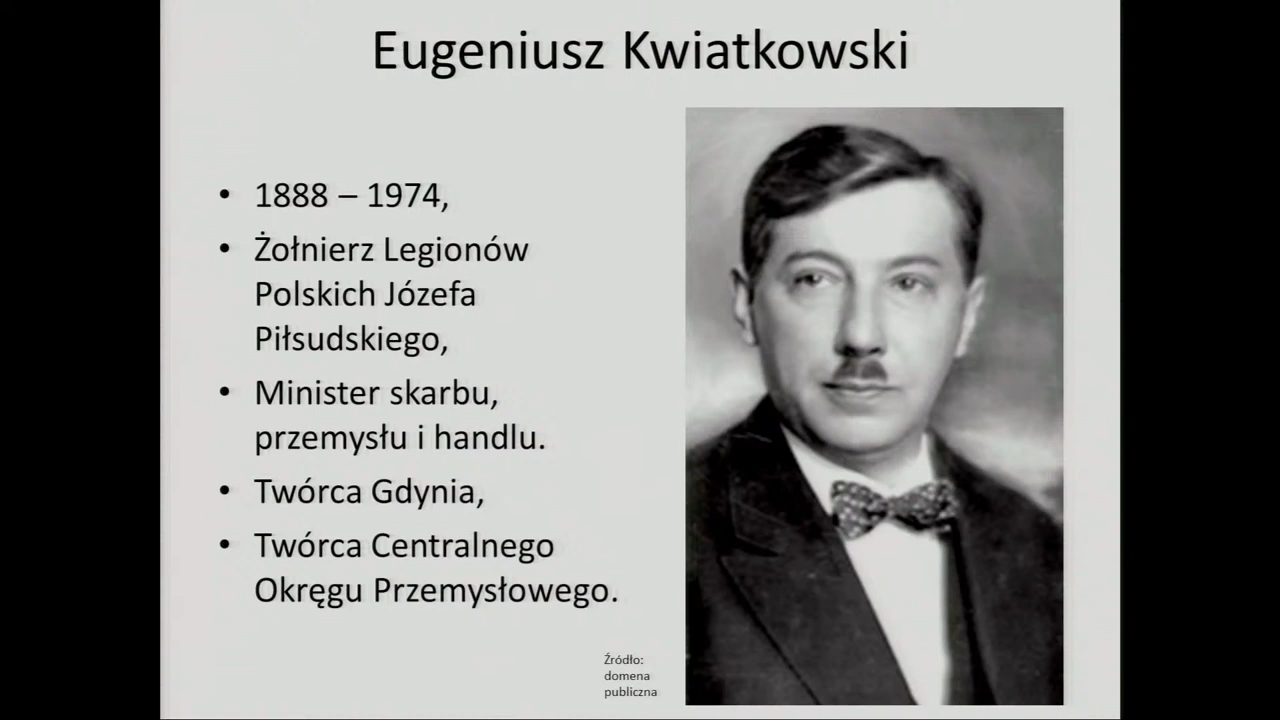 Eugeniusz Kwiatkowski
• 1888 – 1974,
• Żołnierz Legionów
Polskich Józefa
Piłsudskiego,
• Minister skarbu,
przemysłu i handlu.
• Twórca Gdynia,
• Twórca Centralnego
Okręgu Przemysłowego.
Źródło:
domena
publiczna